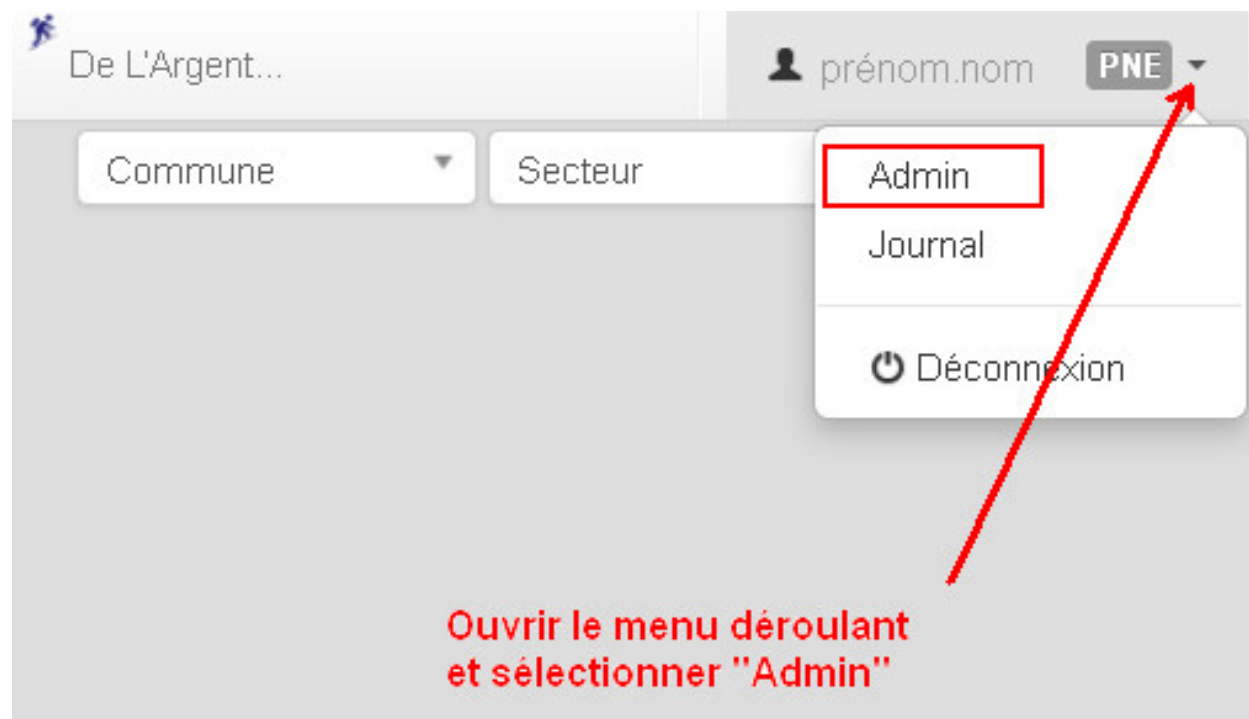 De L'Argent...
prénom.nom PNE
Commune
Secteur
Admin
Journal
Déconnexion
Ouvrir le menu déroulant
et sélectionner "Admin"